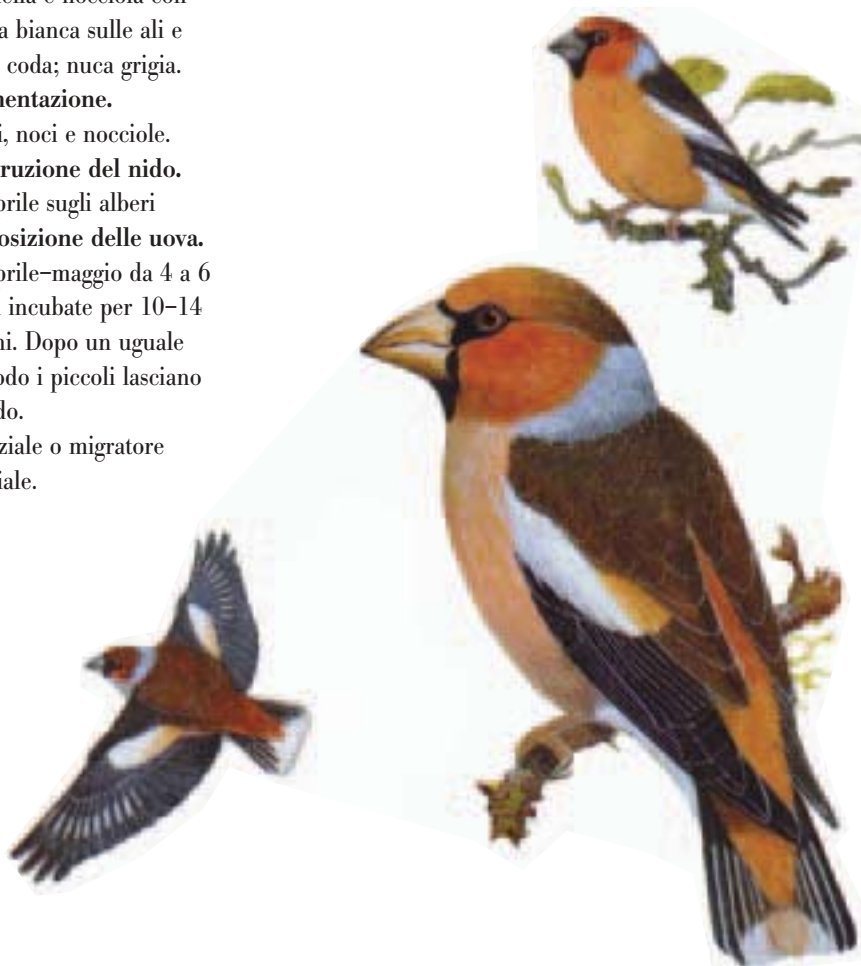 ella e nocciola con
a bianca sulle ali e
coda; nuca grigia.
mentazione.
i, noci e nocciole.
ruzione del nido.
prile sugli alberi
osizione delle uova.
prile–maggio da 4 a 6
incubate per 10–14
ni. Dopo un uguale
odo i piccoli lasciano
do.
ziale o migratore
iale.